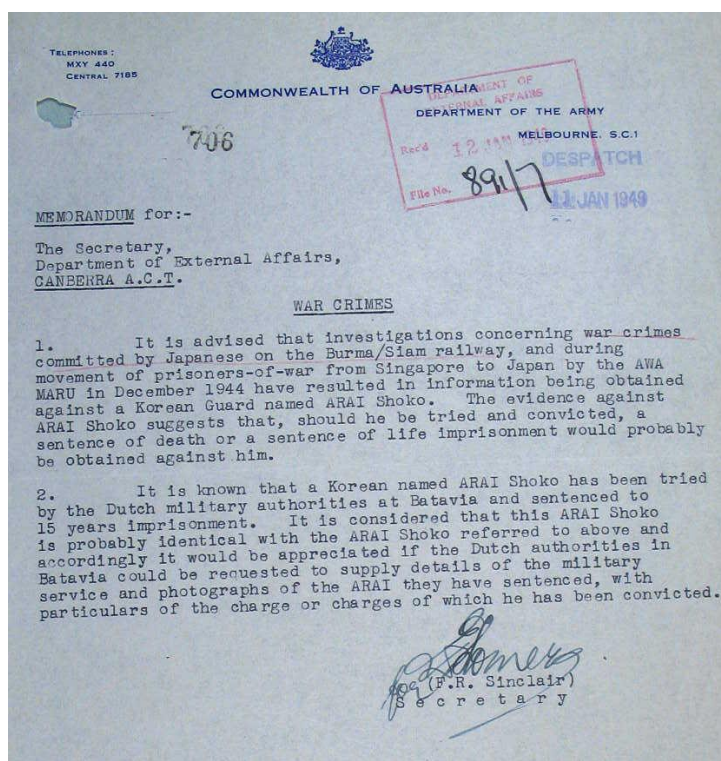 TELEPHONES :
MXY 440
CENTRAL 7185
COMMONWEALTH OF AUSTRALIA
DEPARTMENT OF
EXTERNAL AFFAIRS
DEPARTMENT OF THE ARMY
MELBOURNE. S.C.1
706
Rec'd 12 JAN 1949
DESPATCH
File No. 891/7
11 JAN 1949
MEMORANDUM for:-
The Secretary,
Department of External Affairs,
CANBERRA A.C.T.
WAR CRIMES
1. It is advised that investigations concerning war crimes
committed by Japanese on the Burma/Siam railway, and during
movement of prisoners-of-war from Singapore to Japan by the AWA
MARU in December 1944 have resulted in information being obtained
against a Korean Guard named ARAI Shoko. The evidence against
ARAI Shoko suggests that, should he be tried and convicted, a
sentence of death or a sentence of life imprisonment would probably
be obtained against him.
2. It is known that a Korean named ARAI Shoko has been tried
by the Dutch military authorities at Batavia and sentenced to
15 years imprisonment. It is considered that this ARAI Shoko
is probably identical with the ARAI Shoko referred to above and
accordingly it would be appreciated if the Dutch authorities in
Batavia could be requested to supply details of the military
service and photographs of the ARAI they have sentenced, with
particulars of the charge or charges of which he has been convicted.
for (F.R. Sinclair)
Secretary